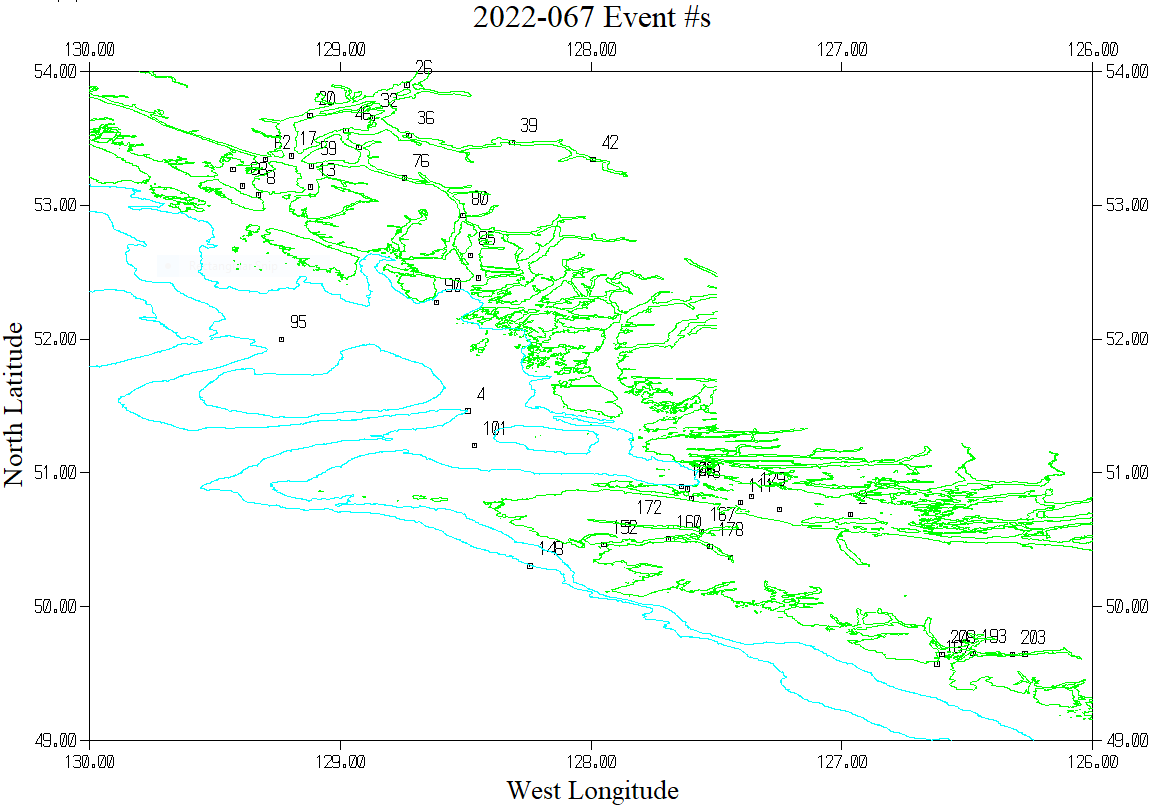 2022-067 Event #s
130.00 129.00 128.00 127.00 126.00
54.00 54.00
26
20 32
46 36 39
62 17 59 42
8 13 76
53.00 80 53.00
90
95
52.00 52.00
4
101
51.00 51.00
111 129
2
172 167
152 160 178
148
50.00 50.00
193 203
49.00 49.00
130.00 129.00 128.00 127.00 126.00
West Longitude
North Latitude